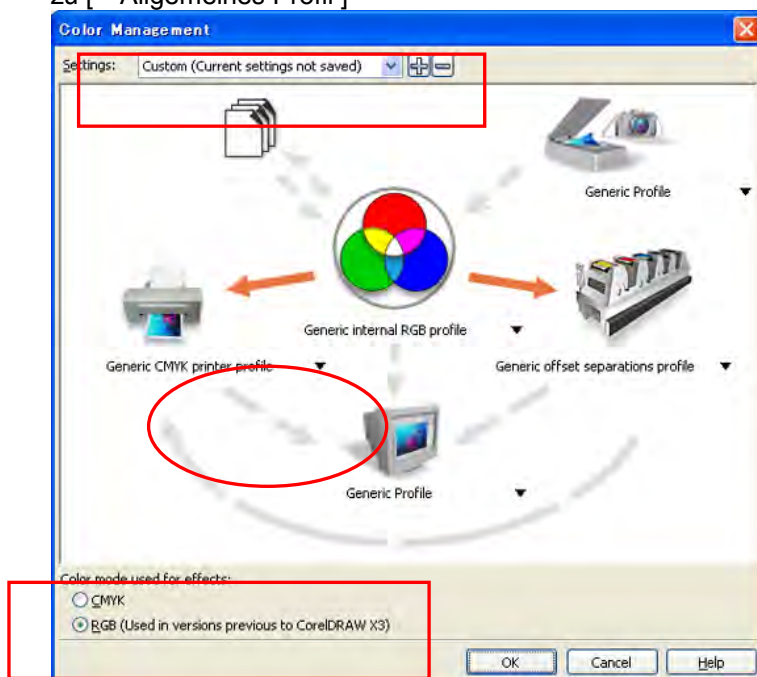 Color Management
Settings: Custom (Current settings not saved)
Generic Profile
Generic internal RGB profile
Generic CMYK printer profile
Generic offset separations profile
Generic Profile
Color mode used for effects:
CMYK
RGB (Used in versions previous to CorelDRAW X3)
OK Cancel Help